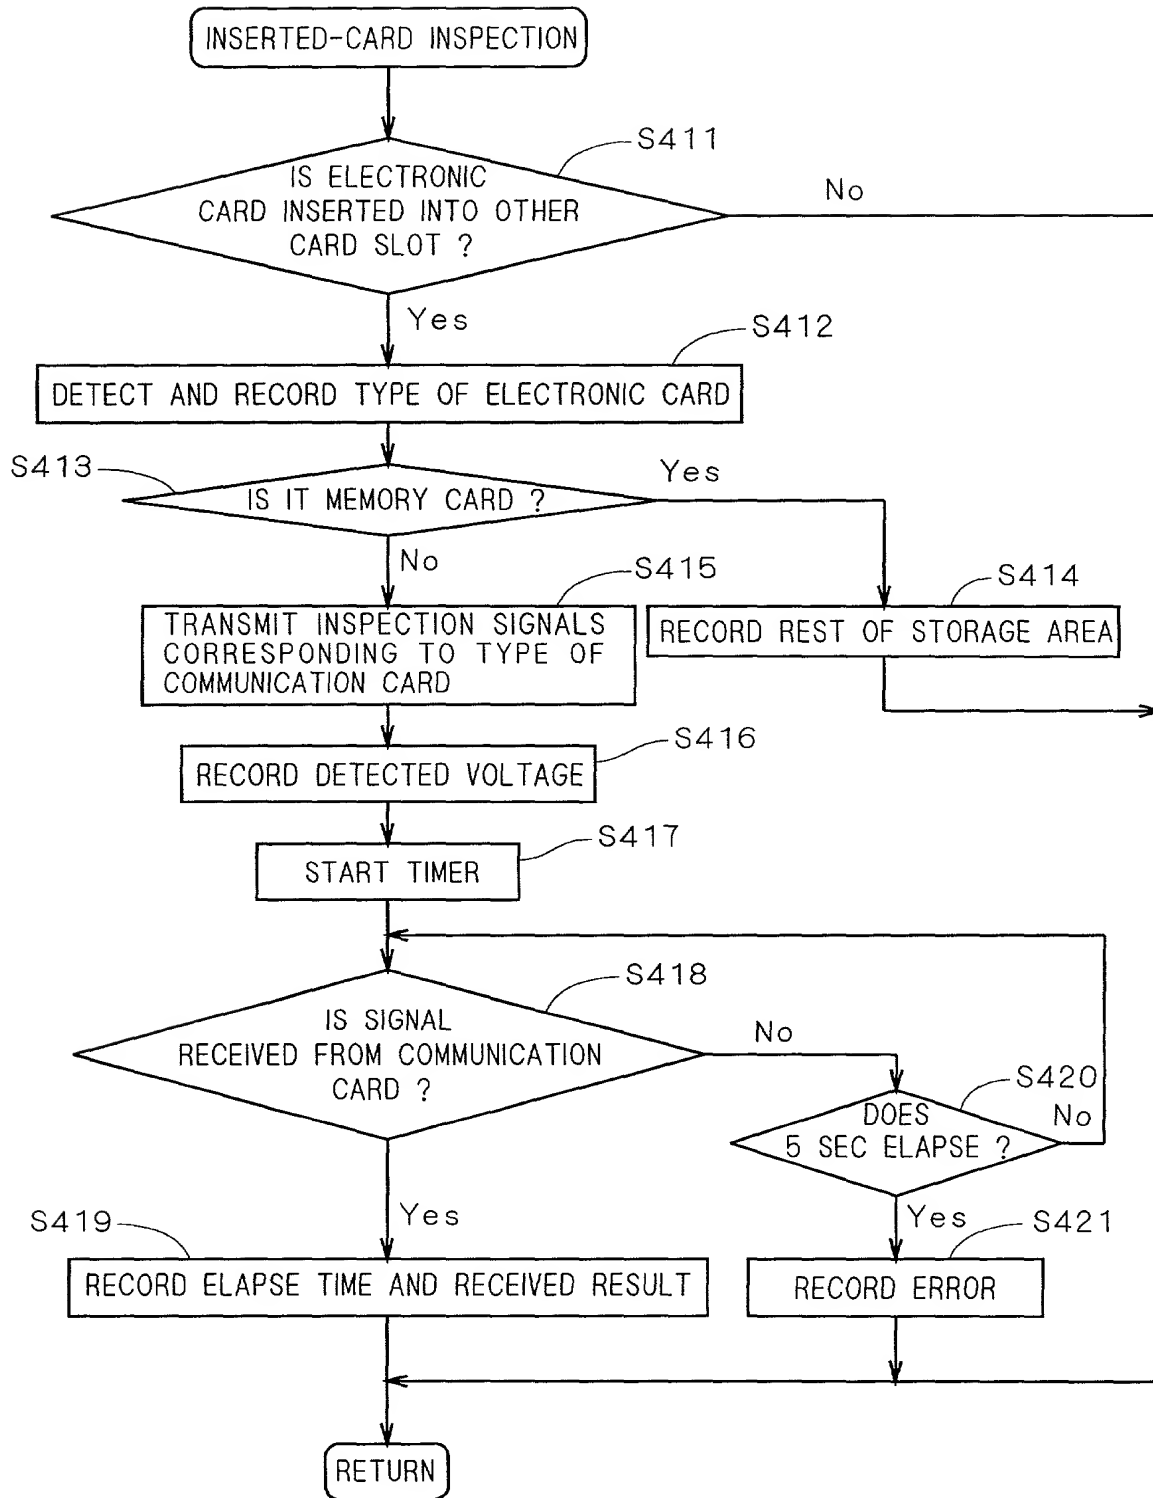 INSERTED-CARD INSPECTION
S411
IS ELECTRONIC
CARD INSERTED INTO OTHER
CARD SLOT ?
No
Yes
S412
DETECT AND RECORD TYPE OF ELECTRONIC CARD
S413
IS IT MEMORY CARD ?
Yes
No
S415
S414
TRANSMIT INSPECTION SIGNALS
CORRESPONDING TO TYPE OF
COMMUNICATION CARD
RECORD REST OF STORAGE AREA
S416
RECORD DETECTED VOLTAGE
S417
START TIMER
S418
IS SIGNAL
RECEIVED FROM COMMUNICATION
CARD ?
No
S420
DOES
5 SEC ELAPSE ?
No
Yes
Yes
S419
S421
RECORD ELAPSE TIME AND RECEIVED RESULT
RECORD ERROR
RETURN